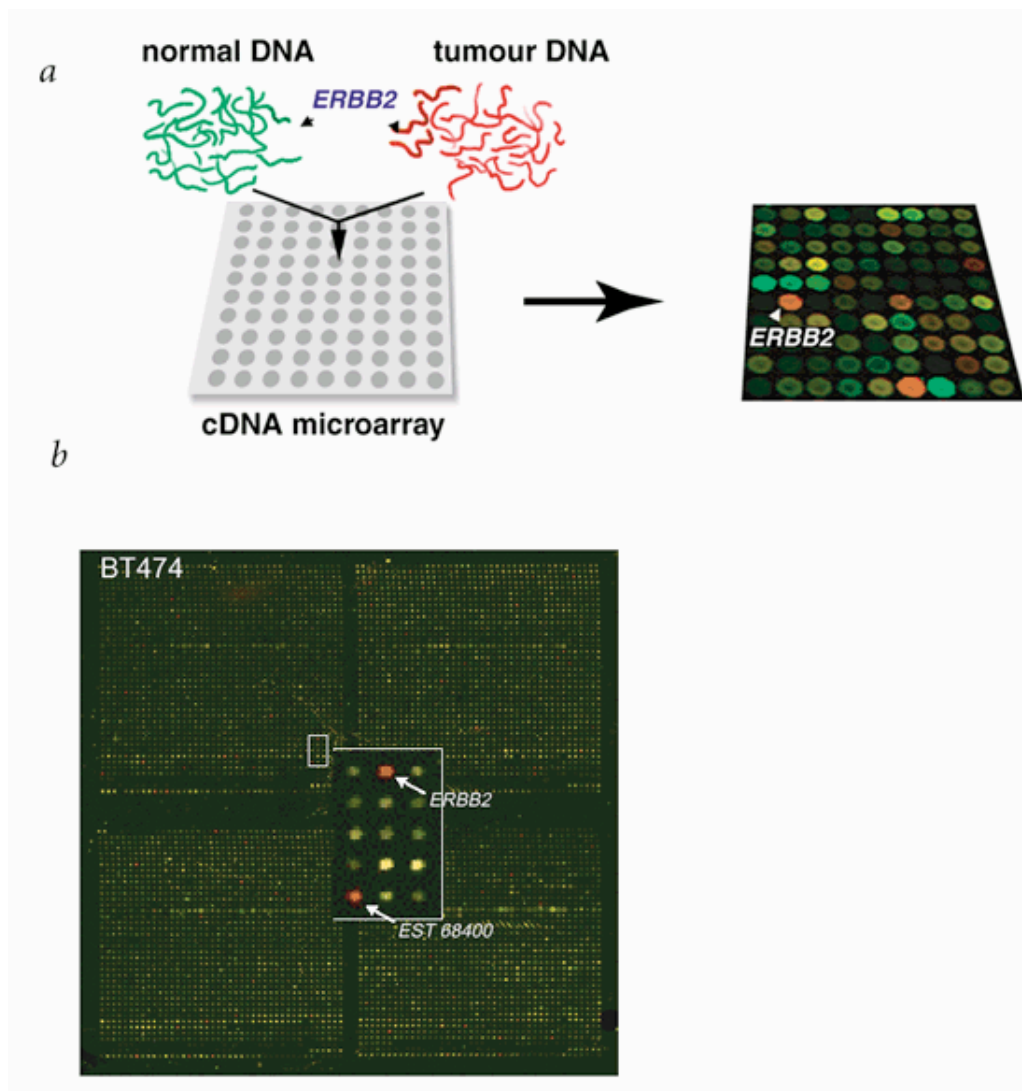 a
normal DNA
tumour DNA
ERBB2
cDNA microarray
ERBB2
b
BT474
ERBB2
EST 68400